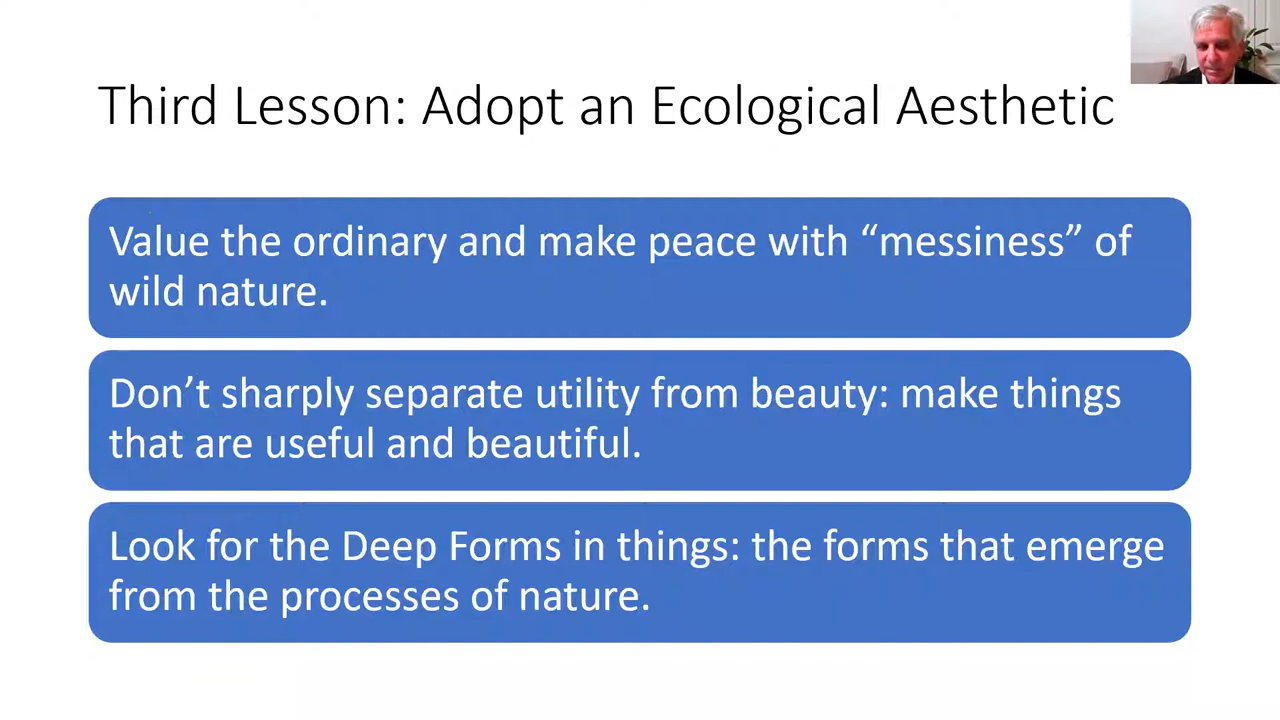 Third Lesson: Adopt an Ecological Aesthetic
Value the ordinary and make peace with “messiness” of
wild nature.
Don’t sharply separate utility from beauty: make things
that are useful and beautiful.
Look for the Deep Forms in things: the forms that emerge
from the processes of nature.